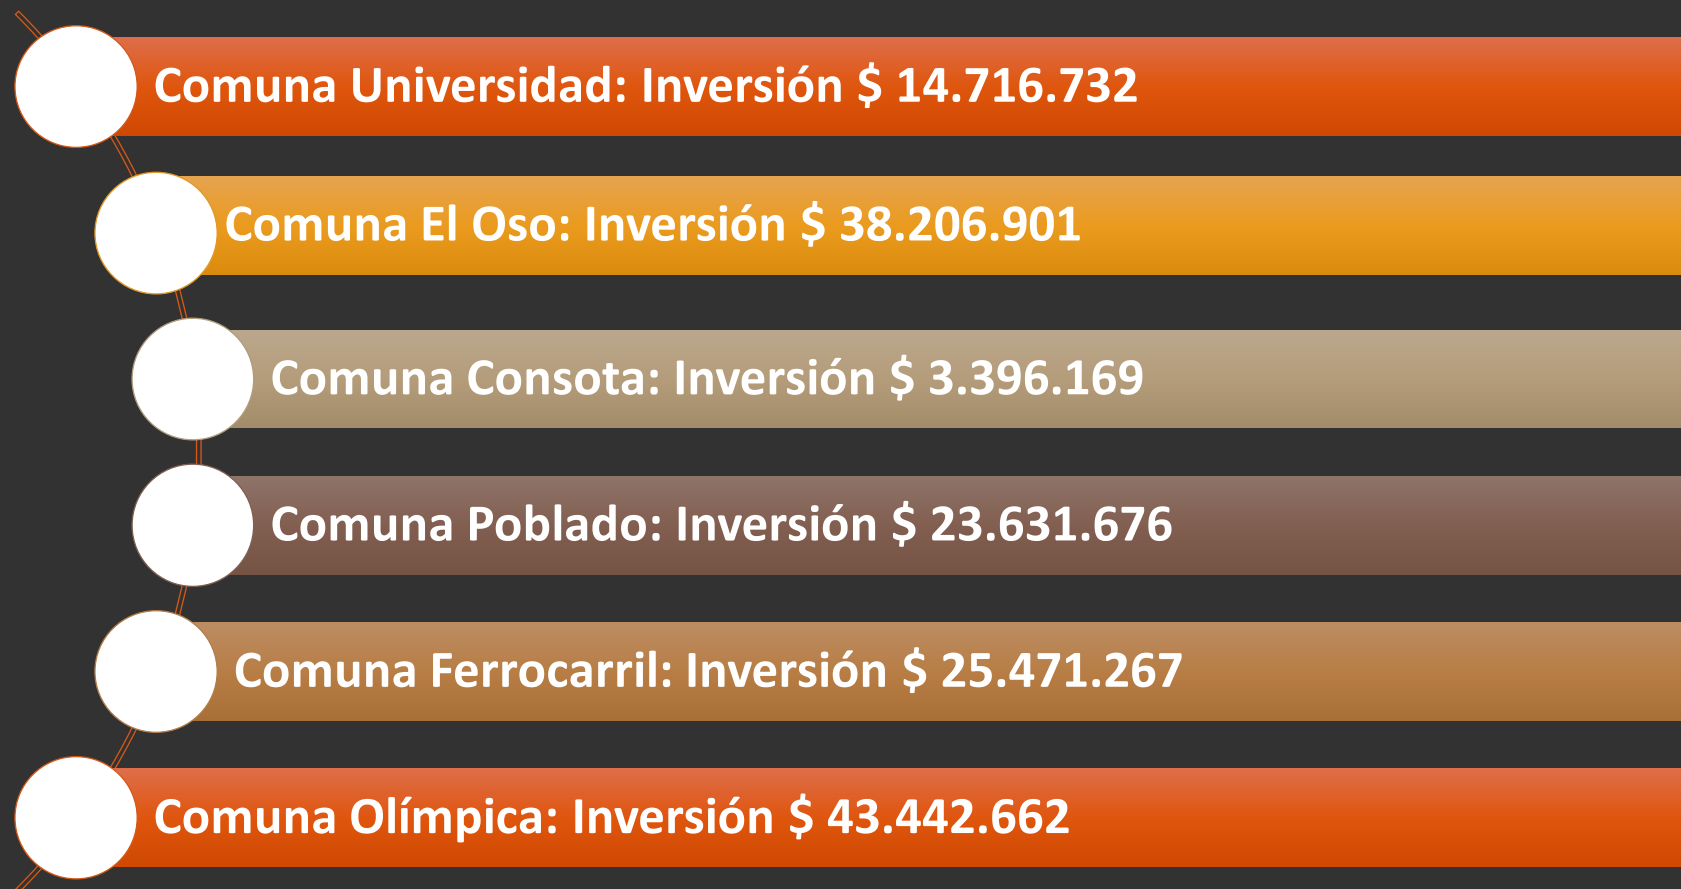 Comuna Universidad: Inversión $ 14.716.732
Comuna El Oso: Inversión $ 38.206.901
Comuna Consota: Inversión $ 3.396.169
Comuna Poblado: Inversión $ 23.631.676
Comuna Ferrocarril: Inversión $ 25.471.267
Comuna Olímpica: Inversión $ 43.442.662